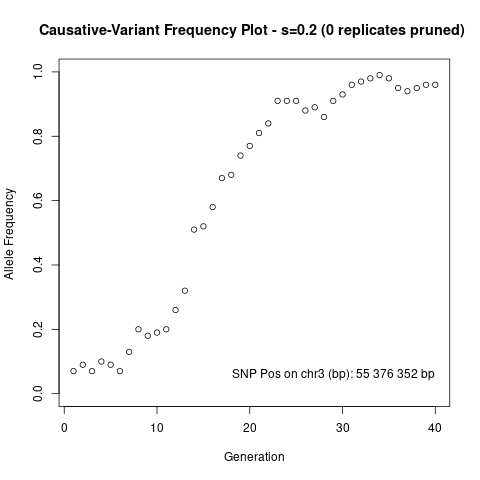 Causative-Variant Frequency Plot - s=0.2 (0 replicates pruned)
Allele Frequency
1.0
0.8
0.6
0.4
0.2
0.0
SNP Pos on chr3 (bp): 55 376 352 bp
0 10 20 30 40
Generation